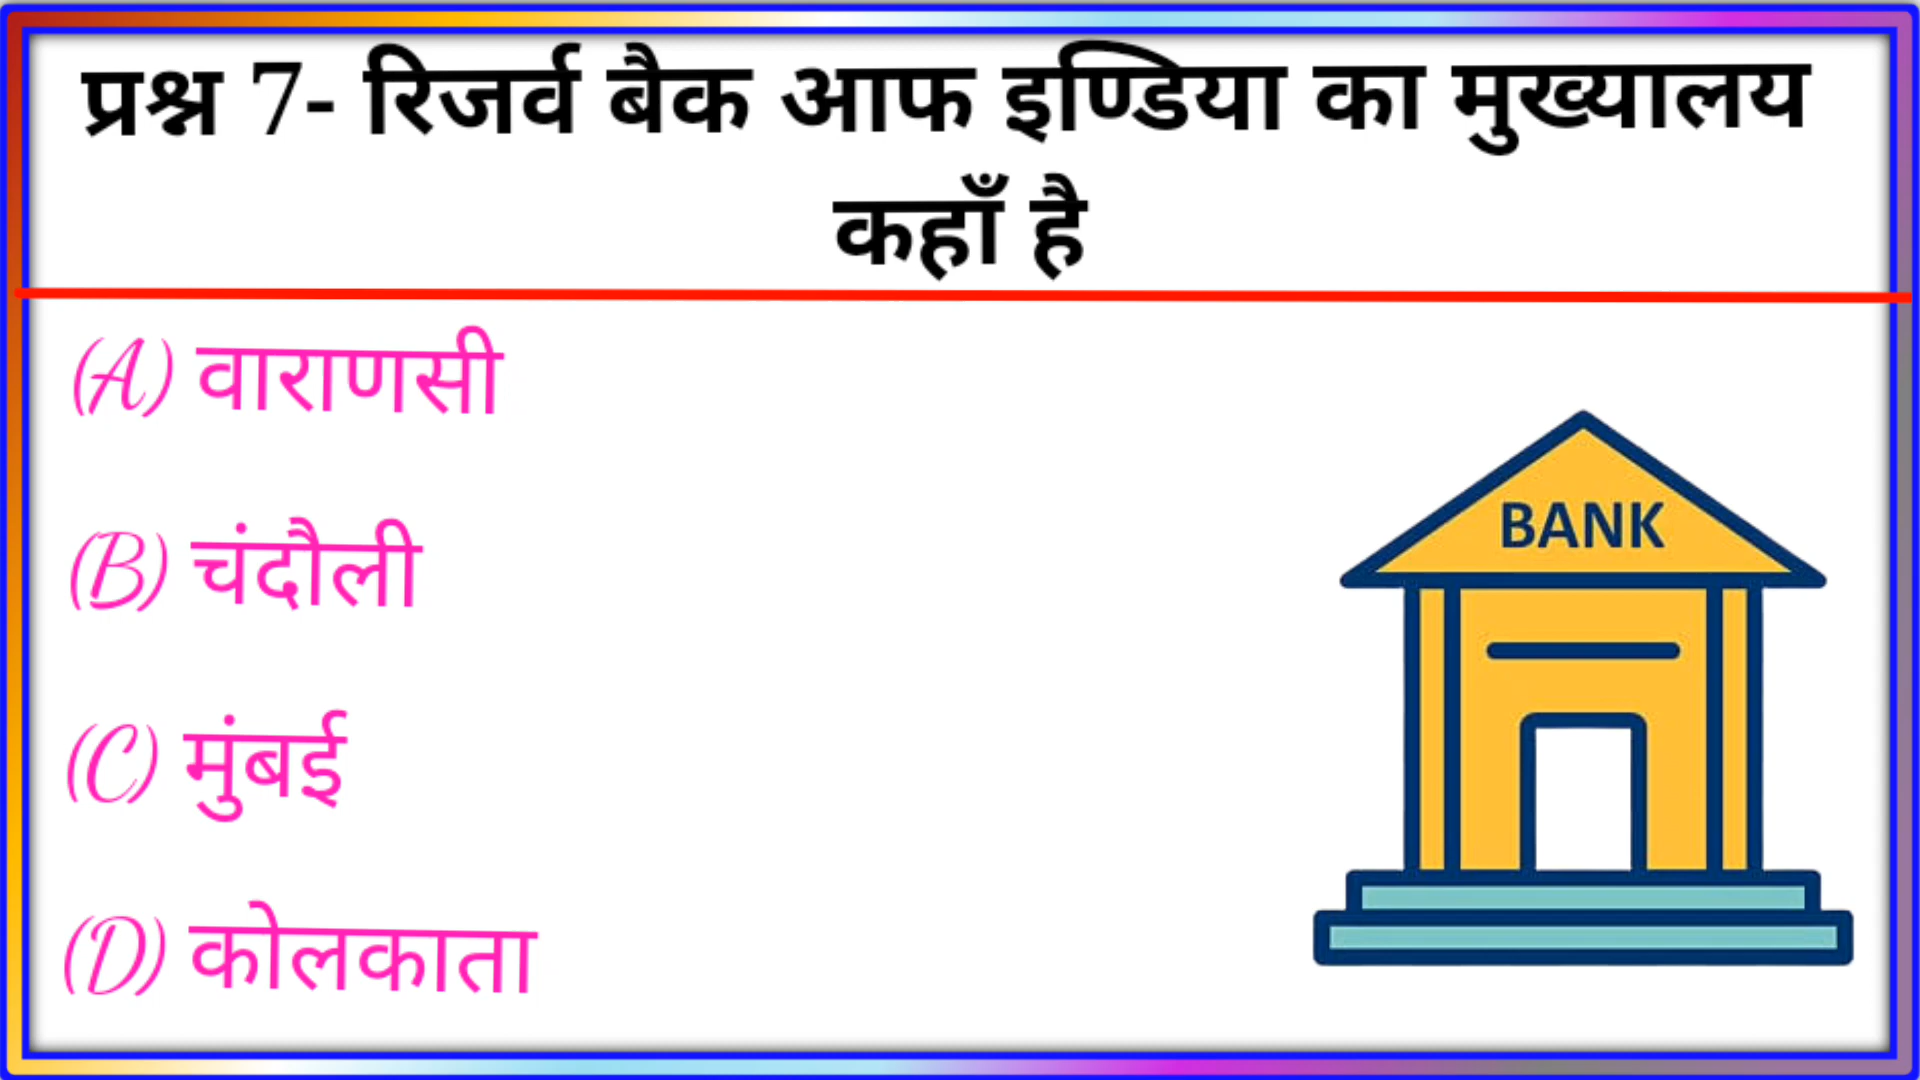 प्रश्न 7- रिजर्व बैक आफ इण्डिया का मुख्यालय
कहाँ है
(A) वाराणसी
(B) चंदौली
(C) मुंबई
(D) कोलकाता
BANK